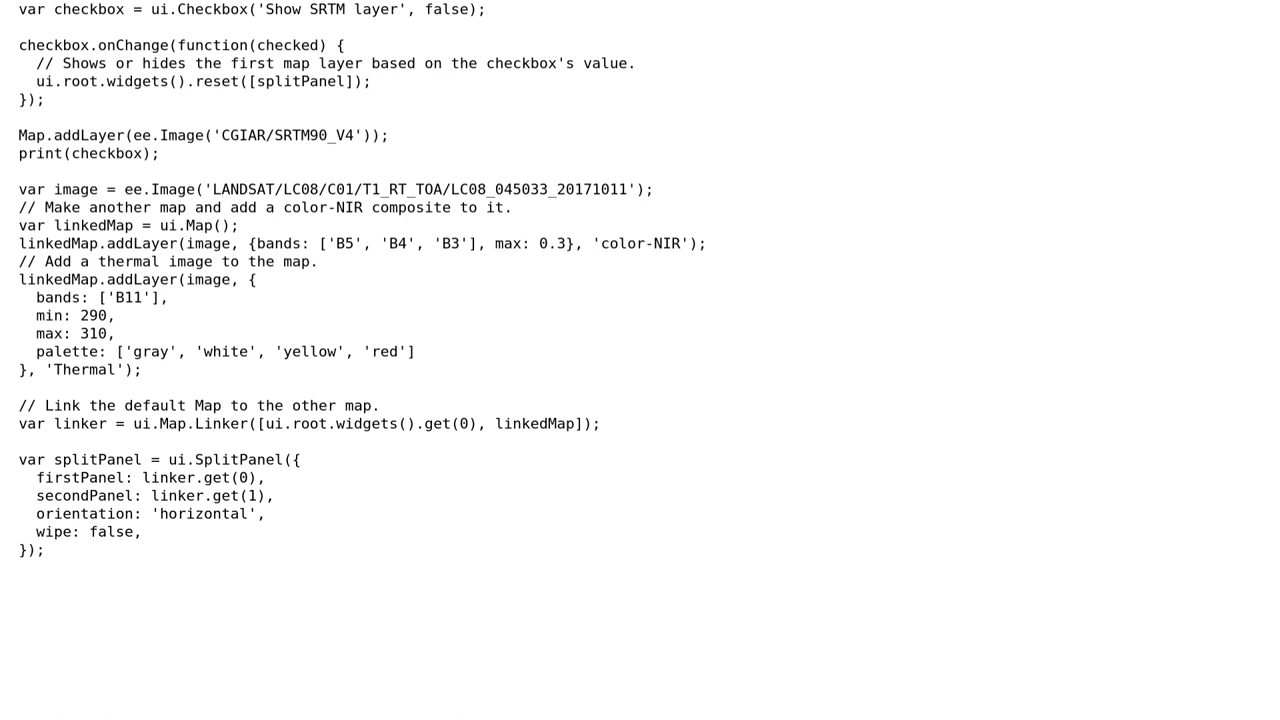 var checkbox = ui.Checkbox('Show SRTM layer', false);

checkbox.onChange(function(checked) {
  // Shows or hides the first map layer based on the checkbox's value.
  ui.root.widgets().reset([splitPanel]);
});

Map.addLayer(ee.Image('CGIAR/SRTM90_V4'));
print(checkbox);

var image = ee.Image('LANDSAT/LC08/C01/T1_RT_TOA/LC08_045033_20171011');
// Make another map and add a color-NIR composite to it.
var linkedMap = ui.Map();
linkedMap.addLayer(image, {bands: ['B5', 'B4', 'B3'], max: 0.3}, 'color-NIR');
// Add a thermal image to the map.
linkedMap.addLayer(image, {
  bands: ['B11'],
  min: 290,
  max: 310,
  palette: ['gray', 'white', 'yellow', 'red']
}, 'Thermal');

// Link the default Map to the other map.
var linker = ui.Map.Linker([ui.root.widgets().get(0), linkedMap]);

var splitPanel = ui.SplitPanel({
  firstPanel: linker.get(0),
  secondPanel: linker.get(1),
  orientation: 'horizontal',
  wipe: false,
});